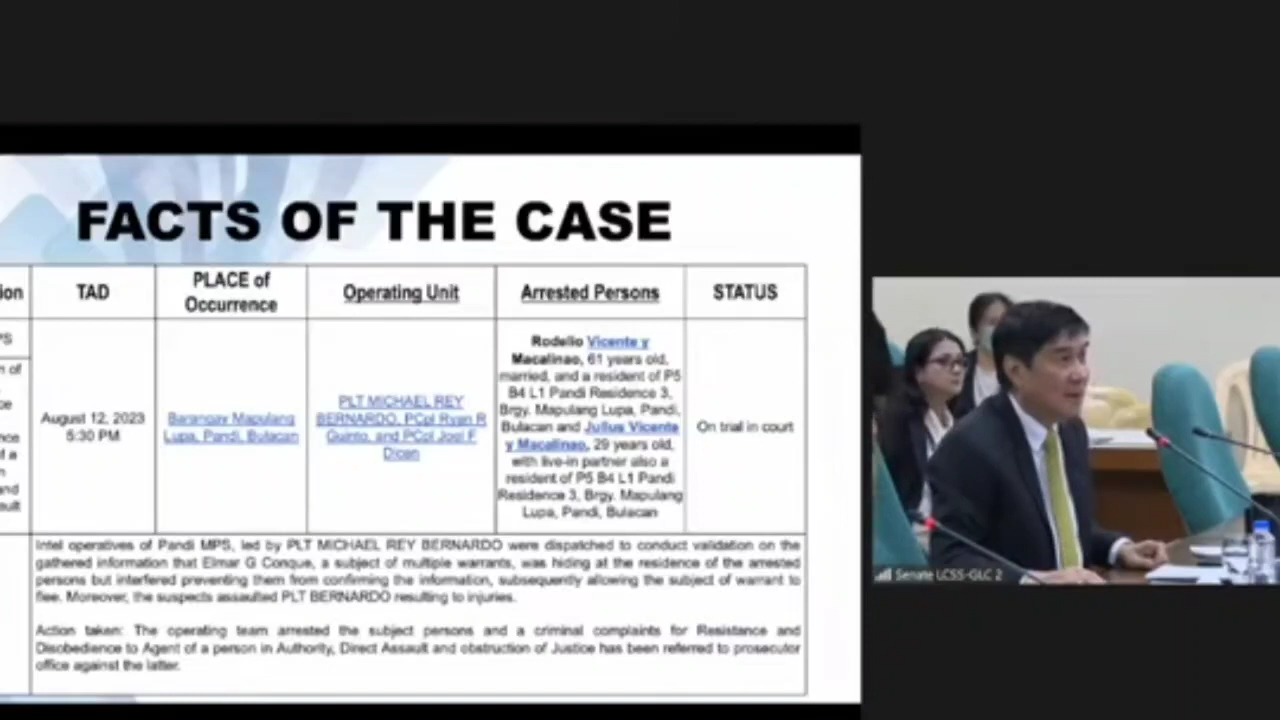 FACTS OF THE CASE
ion
TAD
PLACE of
Occurrence
Operating Unit
Arrested Persons
STATUS
PS
n of
ce
nce
of a
n
and
ault
August 12, 2023
5:30 PM
Barangay Mapulang
Lupa, Pandi, Bulacan
PLT MICHAEL REY
BERNARDO, PCpl Ryan R
Guinto, and PCpl Joel F
Dizan
Rodelio Vicente y
Macalinao, 61 years old,
married, and a resident of P5
B4 L1 Pandi Residence 3,
Brgy. Mapulang Lupa, Pandi,
Bulacan and Julius Vicente
y Macalinao, 29 years old,
with live-in partner also a
resident of P5 B4 L1 Pandi
Residence 3, Brgy. Mapulang
Lupa, Pandi, Bulacan
On trial in court
Intel operatives of Pandi MPS, led by PLT MICHAEL REY BERNARDO were dispatched to conduct validation on the
gathered information that Elmar G Conque, a subject of multiple warrants, was hiding at the residence of the arrested
persons but interfered preventing them from confirming the information, subsequently allowing the subject of warrant to
flee. Moreover, the suspects assaulted PLT BERNARDO resulting to injuries.
Action taken: The operating team arrested the subject persons and a criminal complaints for Resistance and
Disobedience to Agent of a person in Authority, Direct Assault and obstruction of Justice has been referred to prosecutor
office against the latter.
Senate LCSS-GLC 2